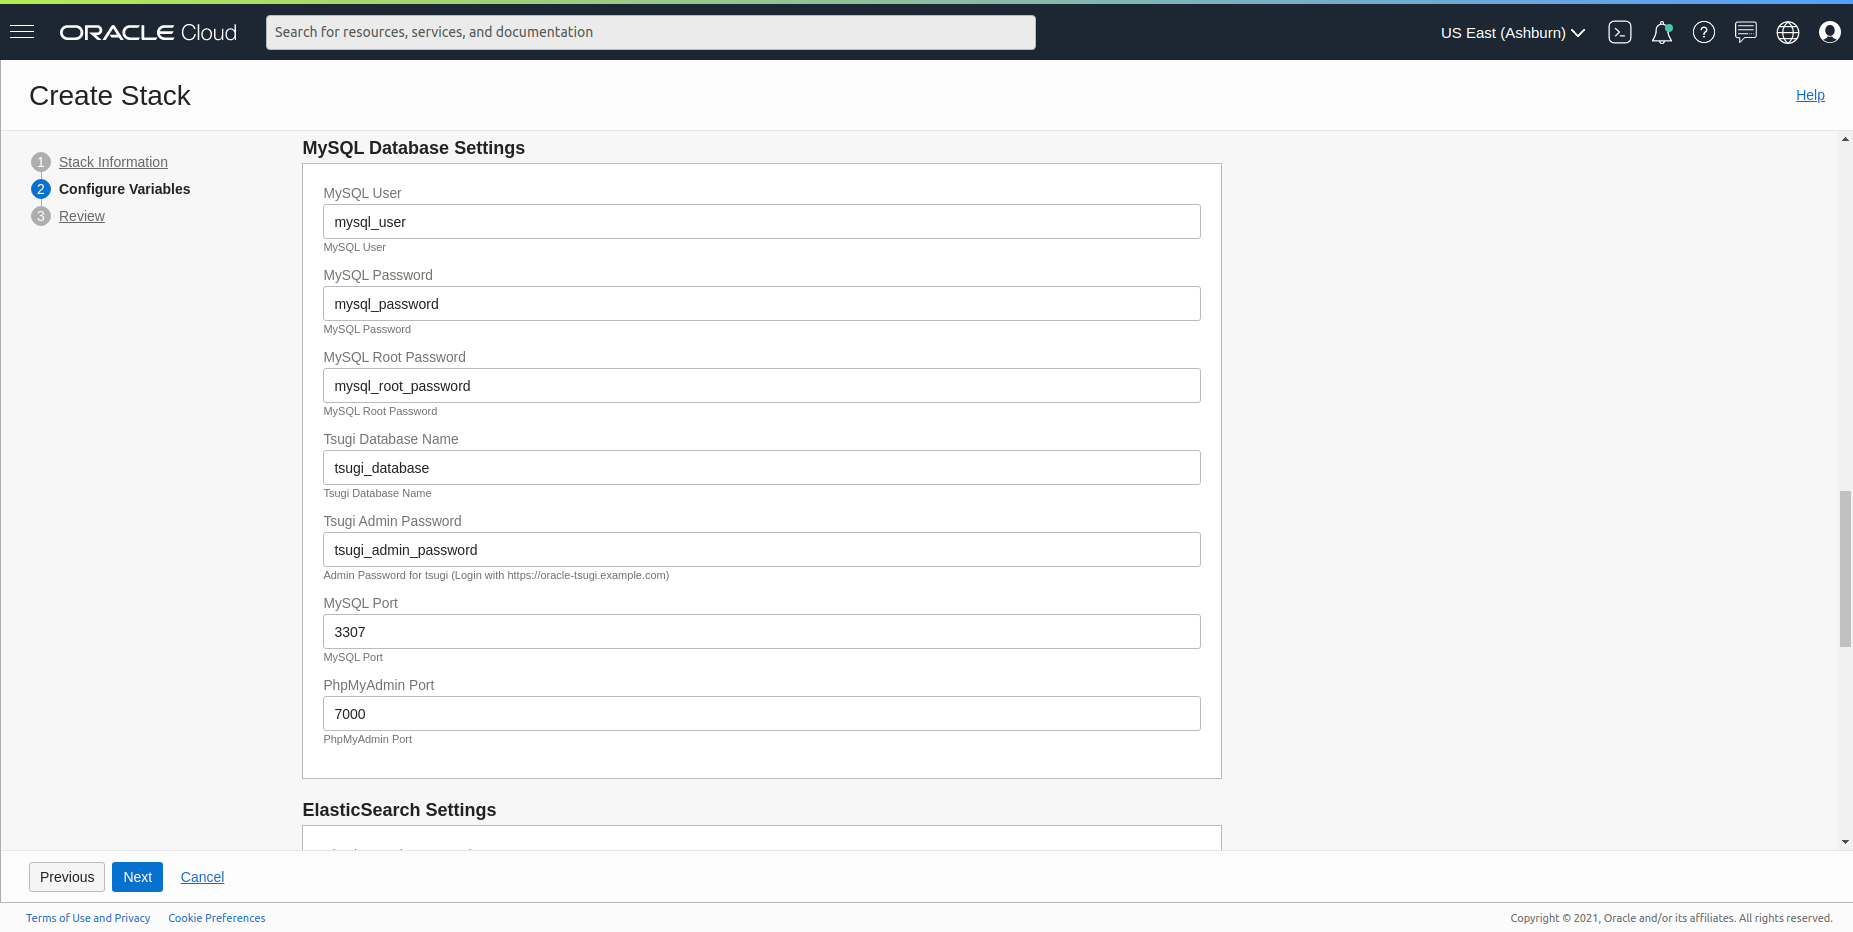 ORACLE Cloud
Search for resources, services, and documentation
US East (Ashburn)
Create Stack
Help
1 Stack Information
2 Configure Variables
3 Review
MySQL Database Settings
MySQL User
mysql_user
MySQL User
MySQL Password
mysql_password
MySQL Password
MySQL Root Password
mysql_root_password
MySQL Root Password
Tsugi Database Name
tsugi_database
Tsugi Database Name
Tsugi Admin Password
tsugi_admin_password
Admin Password for tsugi (Login with https://oracle-tsugi.example.com)
MySQL Port
3307
MySQL Port
PhpMyAdmin Port
7000
PhpMyAdmin Port
ElasticSearch Settings
Previous
Next
Cancel
Terms of Use and Privacy
Cookie Preferences
Copyright © 2021, Oracle and/or its affiliates. All rights reserved.